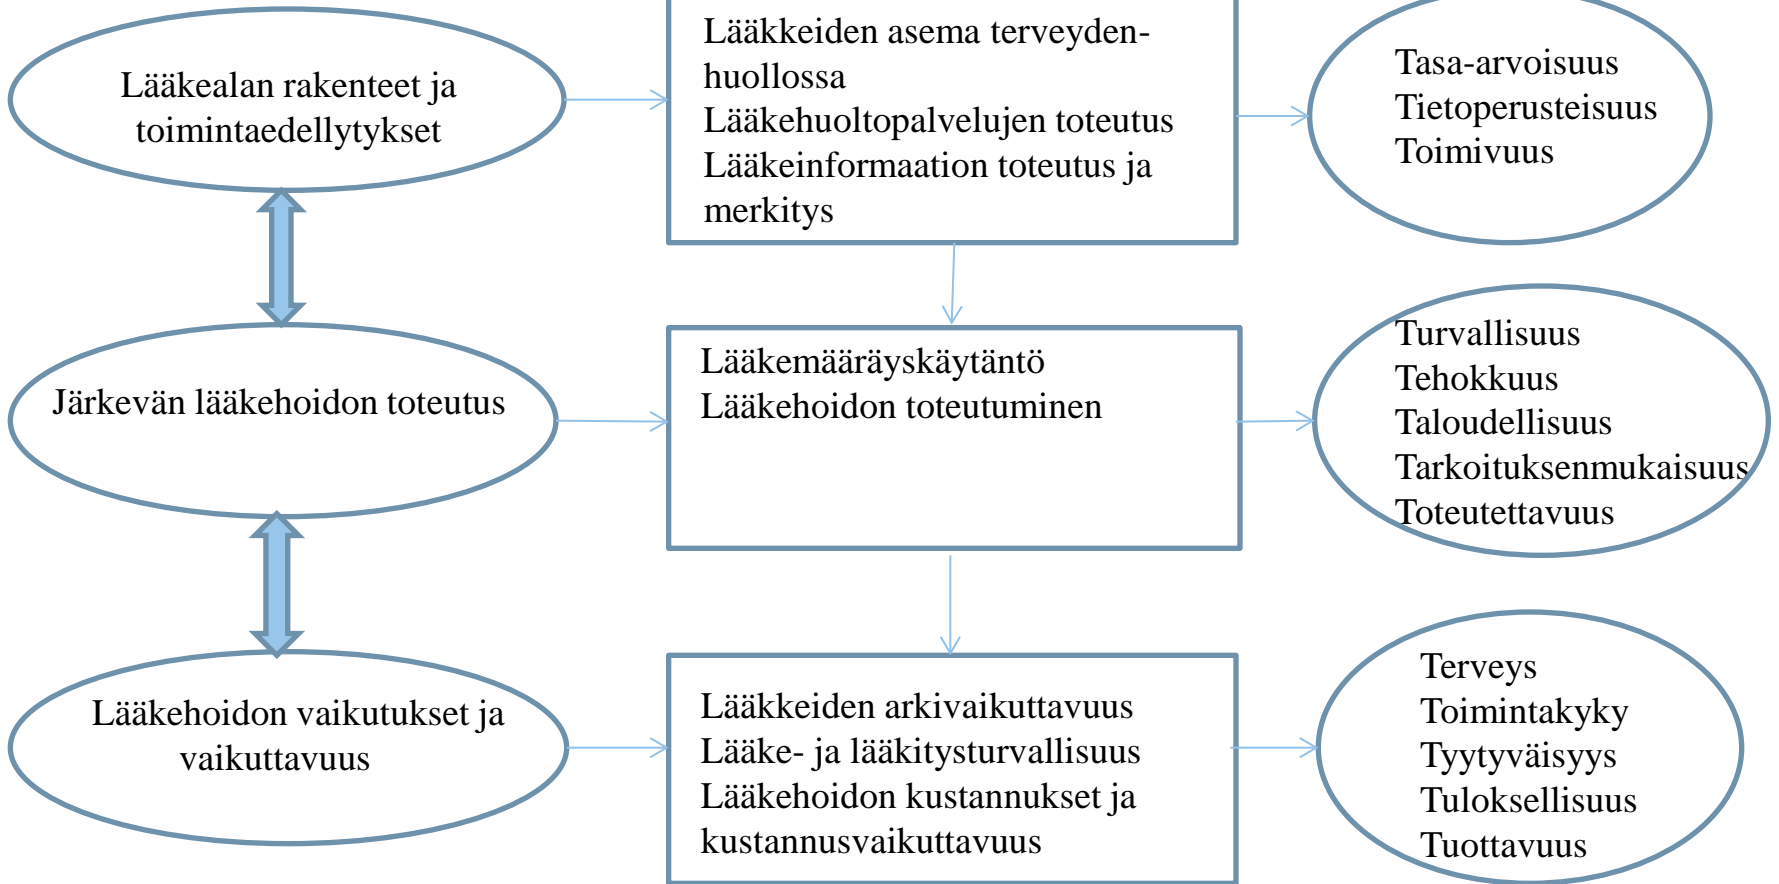 Lääkealan rakenteet ja
toimintaedellytykset
Lääkkeiden asema terveyden-
huollossa
Lääkehuoltopalvelujen toteutus
Lääkeinformaation toteutus ja
merkitys
Tasa-arvoisuus
Tietoperusteisuus
Toimivuus
Järkevän lääkehoidon toteutus
Lääkemääräyskäytäntö
Lääkehoidon toteutuminen
Turvallisuus
Tehokkuus
Taloudellisuus
Tarkoituksenmukaisuus
Toteutettavuus
Lääkehoidon vaikutukset ja
vaikuttavuus
Lääkkeiden arkivaikuttavuus
Lääke- ja lääkitysturvallisuus
Lääkehoidon kustannukset ja
kustannusvaikuttavuus
Terveys
Toimintakyky
Tyytyväisyys
Tuloksellisuus
Tuottavuus